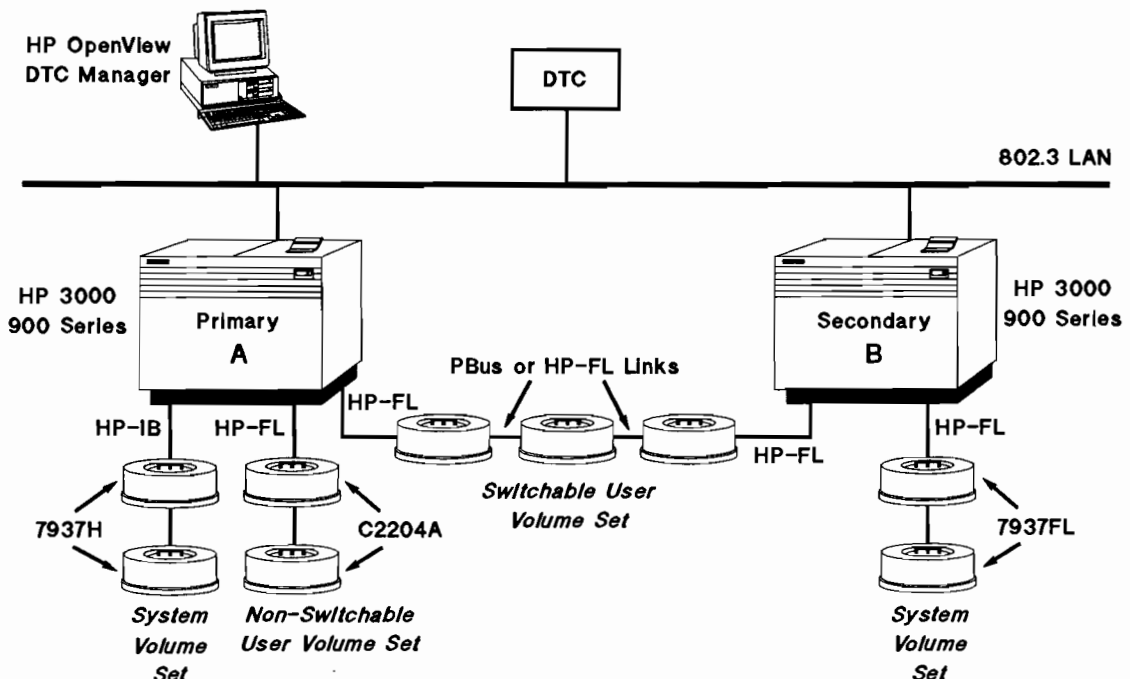 HP OpenView
DTC Manager
DTC
802.3 LAN
HP 3000
900 Series
Primary
A
Secondary
B
HP 3000
900 Series
PBus or HP-FL Links
HP-IB
HP-FL
HP-FL
HP-FL
HP-FL
Switchable User
Volume Set
7937H
C2204A
7937FL
System
Volume
Set
Non-Switchable
User Volume Set
System
Volume
Set